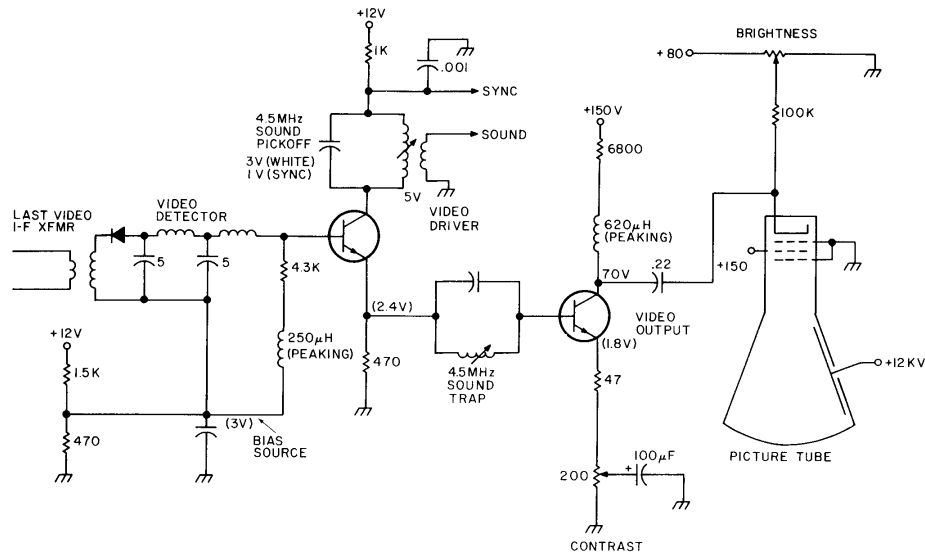 +12V
1K
.001
SYNC
BRIGHTNESS
+80
100K
4.5MHz
SOUND
PICKOFF
3V (WHITE)
1V (SYNC)
SOUND
5V
VIDEO
DRIVER
+150V
6800
620µH
(PEAKING)
70V
.22
+150
LAST VIDEO
I-F XFMR
VIDEO
DETECTOR
5
5
4.3K
(2.4V)
VIDEO
OUTPUT
(1.8V)
+12V
250µH
(PEAKING)
470
4.5MHz
SOUND
TRAP
47
+12KV
1.5K
470
(3V)
BIAS
SOURCE
200
+
100µF
PICTURE TUBE
CONTRAST